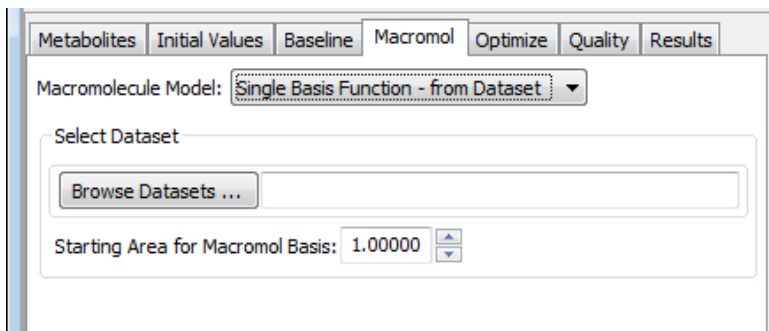 Metabolites Initial Values Baseline Macromol Optimize Quality Results
Macromolecule Model: Single Basis Function - from Dataset
Select Dataset
Browse Datasets ...
Starting Area for Macromol Basis: 1.00000